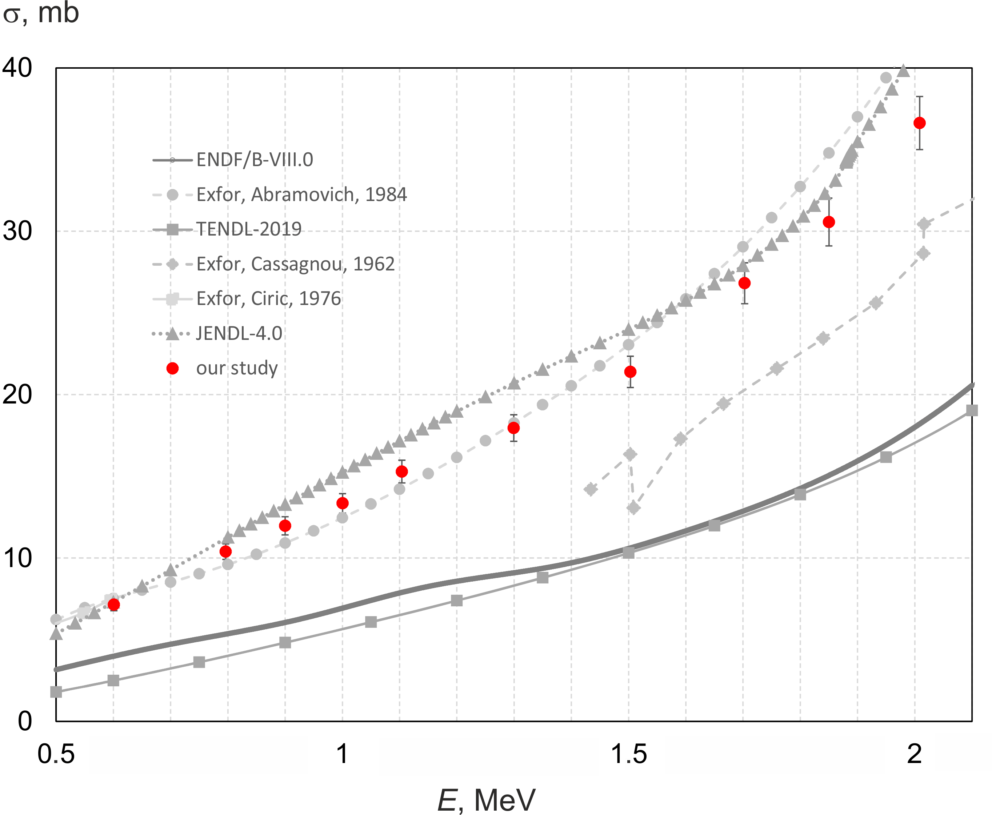 σ, mb
40
30
20
10
0
ENDF/B-VIII.0
Exfor, Abramovich, 1984
TENDL-2019
Exfor, Cassagnou, 1962
Exfor, Ciric, 1976
JENDL-4.0
our study
0.5 1 1.5 2
E, MeV